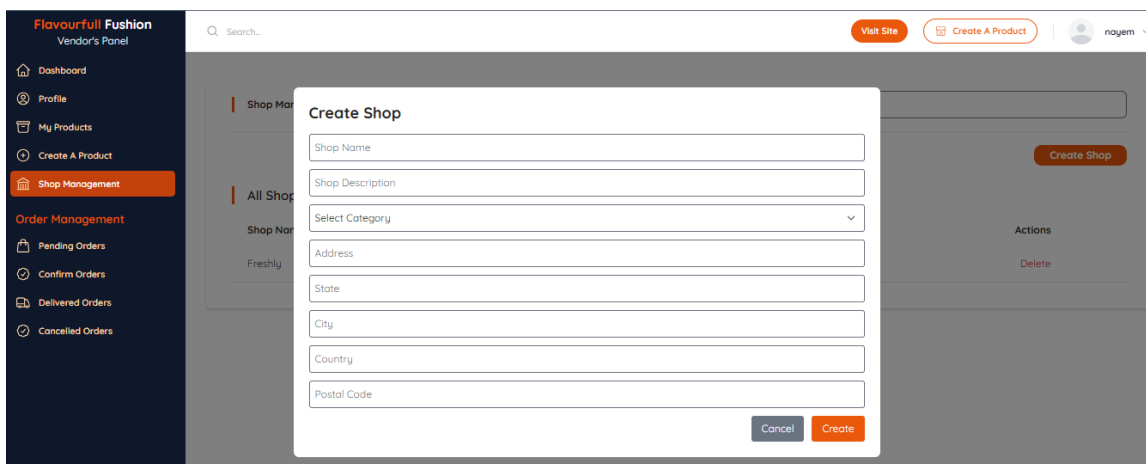 Flavourfull Fushion
Vendor's Panel
Dashboard
Profile
My Products
Create A Product
Shop Management
Order Management
Pending Orders
Confirm Orders
Delivered Orders
Cancelled Orders
Search...
Visit Site
Create A Product
nayem
Shop Mar
Create Shop
All Shop
Shop Nar
Actions
Freshly
Delete
Create Shop
Shop Name
Shop Description
Select Category
Address
State
City
Country
Postal Code
Cancel
Create